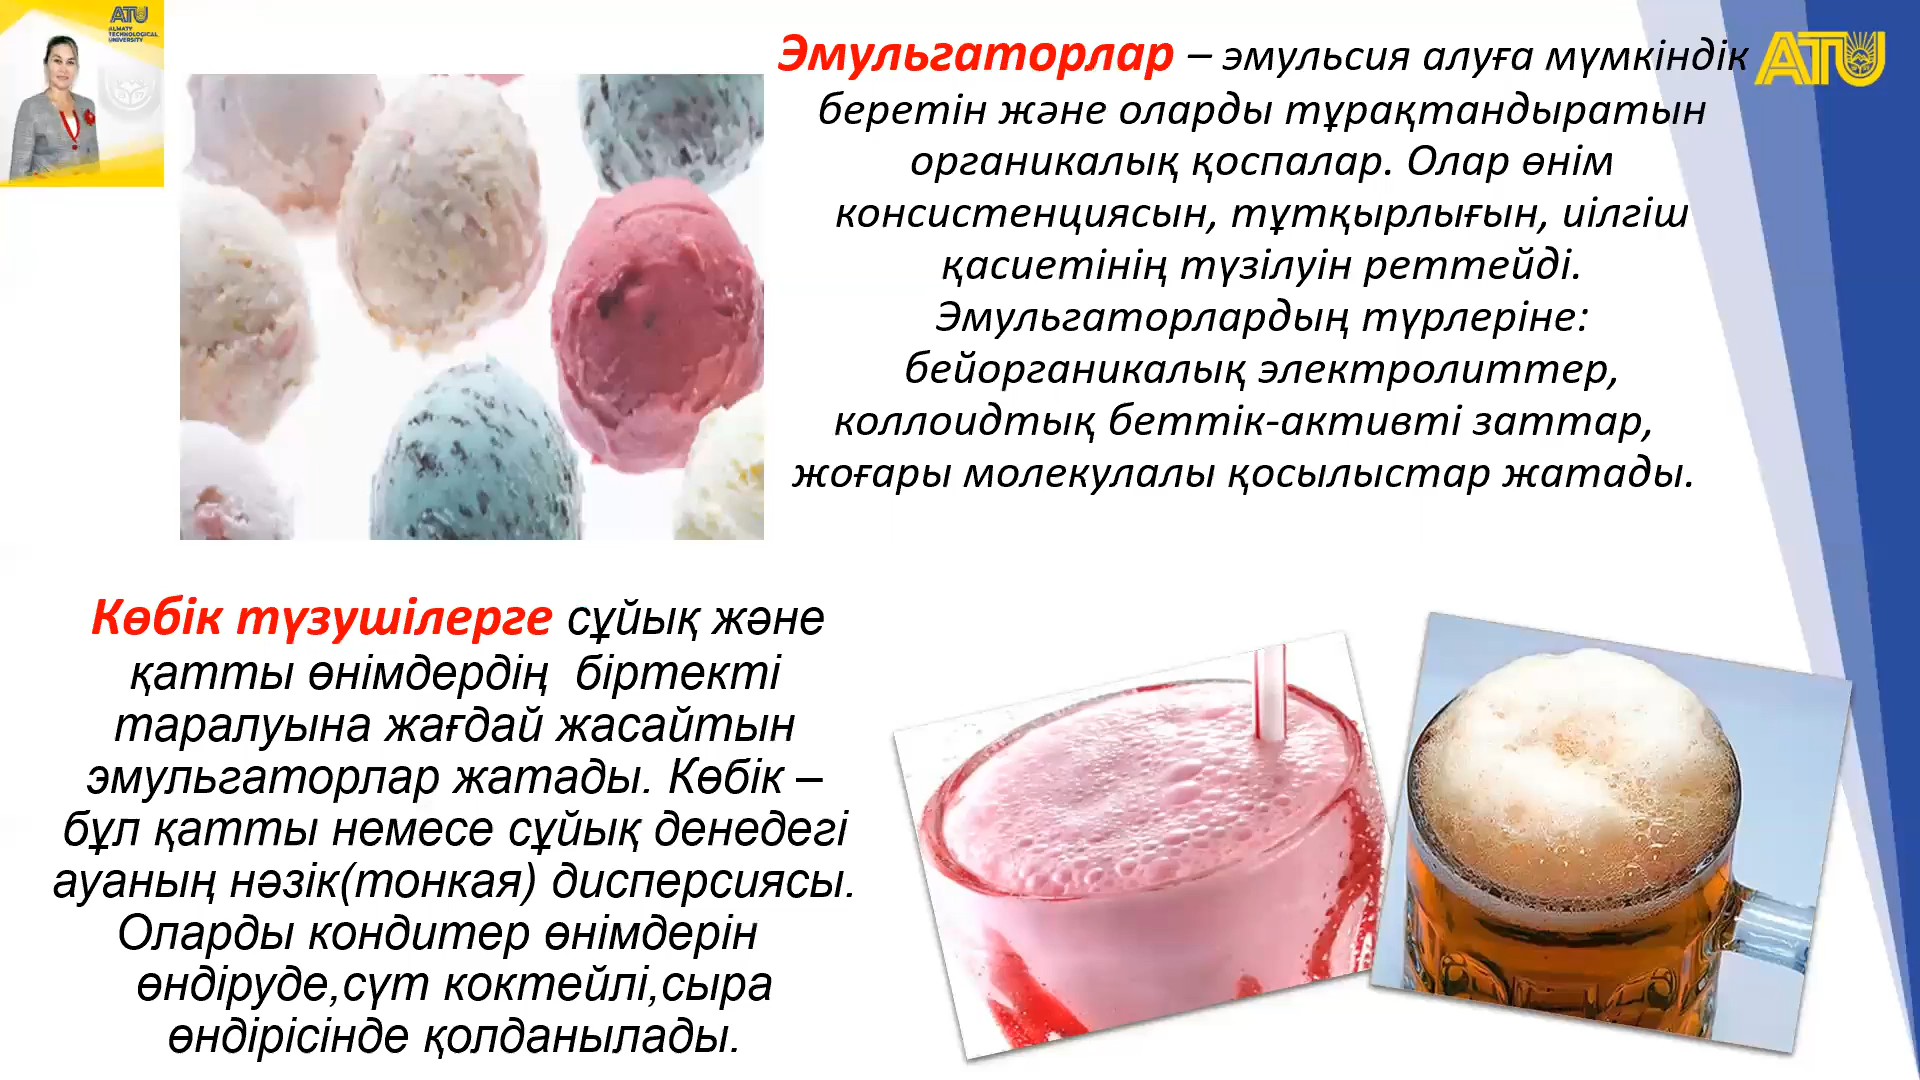 ATU
ALMATY
TECHNOLOGICAL
UNIVERSITY
Эмульгаторлар – эмульсия алуға мүмкіндік
беретін және оларды тұрақтандыратын
органикалық қоспалар. Олар өнім
консистенциясын, тұтқырлығын, иілгіш
қасиетінің түзілуін реттейді.
Эмульгаторлардың түрлеріне:
бейорганикалық электролиттер,
коллоидтық беттік-активті заттар,
жоғары молекулалы қосылыстар жатады.
ATU
Көбік түзушілерге сұйық және
қатты өнімдердің  біртекті
таралуына жағдай жасайтын
эмульгаторлар жатады. Көбік –
бұл қатты немесе сұйық денедегі
ауаның нәзік(тонкая) дисперсиясы.
Оларды кондитер өнімдерін
өндіруде,сүт коктейлі,сыра
өндірісінде қолданылады.